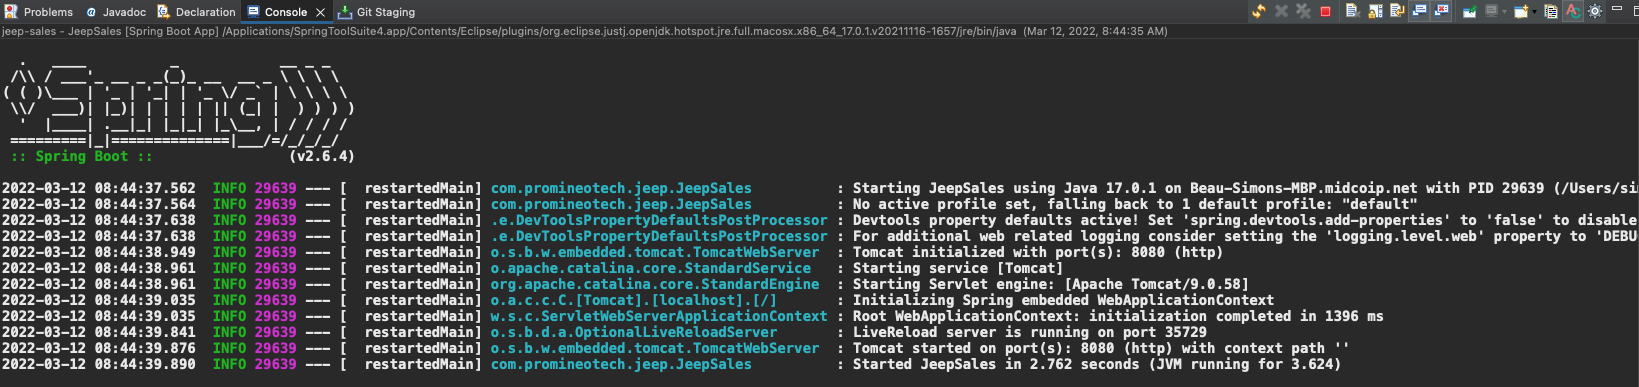 Problems @ Javadoc Declaration Console Git Staging
jeep-sales - JeepSales [Spring Boot App] /Applications/SpringToolSuite4.app/Contents/Eclipse/plugins/org.eclipse.justj.openjdk.hotspot.jre.full.macosx.x86_64_17.0.1.v20211116-1657/jre/bin/java (Mar 12, 2022, 8:44:35 AM)
  .   ____          _            __ _ _
 /\\ / ___'_ __ _ _(_)_ __  __ _ \ \ \ \
( ( )\___ | '_ | '_| | '_ \/ _` | \ \ \ \
 \\/  ___)| |_)| | | | | || (_| |  ) ) ) )
  '  |____| .__|_| |_|_| |_\__, | / / / /
 =========|_|==============|___/=/_/_/_/
 :: Spring Boot ::                (v2.6.4)
2022-03-12 08:44:37.562  INFO 29639 --- [  restartedMain] com.promineotech.jeep.JeepSales          : Starting JeepSales using Java 17.0.1 on Beau-Simons-MBP.midcoip.net with PID 29639 (/Users/sim
2022-03-12 08:44:37.564  INFO 29639 --- [  restartedMain] com.promineotech.jeep.JeepSales          : No active profile set, falling back to 1 default profile: "default"
2022-03-12 08:44:37.638  INFO 29639 --- [  restartedMain] .e.DevToolsPropertyDefaultsPostProcessor : Devtools property defaults active! Set 'spring.devtools.add-properties' to 'false' to disable
2022-03-12 08:44:37.638  INFO 29639 --- [  restartedMain] .e.DevToolsPropertyDefaultsPostProcessor : For additional web related logging consider setting the 'logging.level.web' property to 'DEBU
2022-03-12 08:44:38.949  INFO 29639 --- [  restartedMain] o.s.b.w.embedded.tomcat.TomcatWebServer  : Tomcat initialized with port(s): 8080 (http)
2022-03-12 08:44:38.961  INFO 29639 --- [  restartedMain] o.apache.catalina.core.StandardService   : Starting service [Tomcat]
2022-03-12 08:44:38.961  INFO 29639 --- [  restartedMain] org.apache.catalina.core.StandardEngine  : Starting Servlet engine: [Apache Tomcat/9.0.58]
2022-03-12 08:44:39.035  INFO 29639 --- [  restartedMain] o.a.c.c.C.[Tomcat].[localhost].[/]       : Initializing Spring embedded WebApplicationContext
2022-03-12 08:44:39.035  INFO 29639 --- [  restartedMain] w.s.c.ServletWebServerApplicationContext : Root WebApplicationContext: initialization completed in 1396 ms
2022-03-12 08:44:39.841  INFO 29639 --- [  restartedMain] o.s.b.d.a.OptionalLiveReloadServer       : LiveReload server is running on port 35729
2022-03-12 08:44:39.876  INFO 29639 --- [  restartedMain] o.s.b.w.embedded.tomcat.TomcatWebServer  : Tomcat started on port(s): 8080 (http) with context path ''
2022-03-12 08:44:39.890  INFO 29639 --- [  restartedMain] com.promineotech.jeep.JeepSales          : Started JeepSales in 2.762 seconds (JVM running for 3.624)